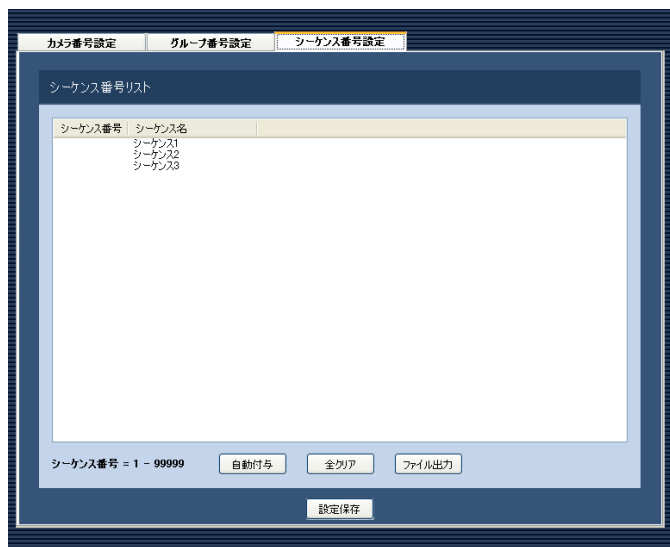 カメラ番号設定 グループ番号設定 シーケンス番号設定
シーケンス番号リスト
シーケンス番号 シーケンス名
シーケンス1
シーケンス2
シーケンス3
シーケンス番号 = 1 - 99999 自動付与 全クリア ファイル出力
設定保存